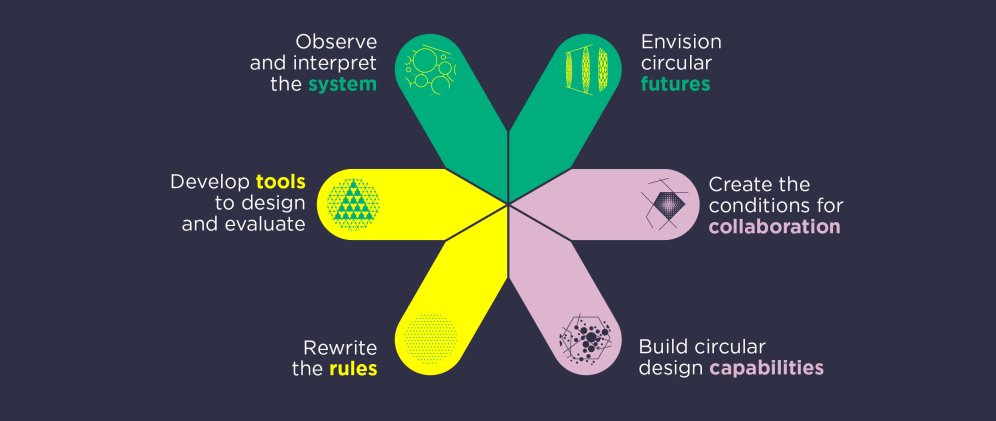 Observe
and interpret
the system
Envision
circular
futures
Develop tools
to design
and evaluate
Create the
conditions for
collaboration
Rewrite
the rules
Build circular
design capabilities